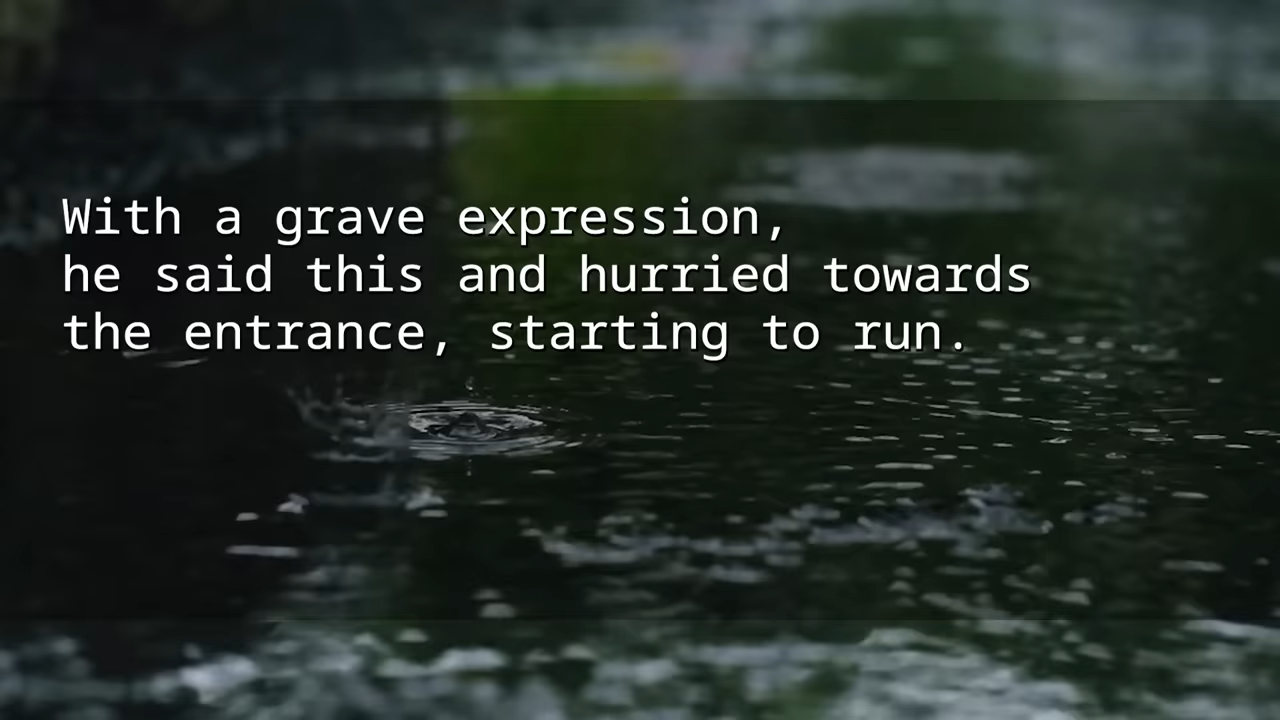 With a grave expression,
he said this and hurried towards
the entrance, starting to run.